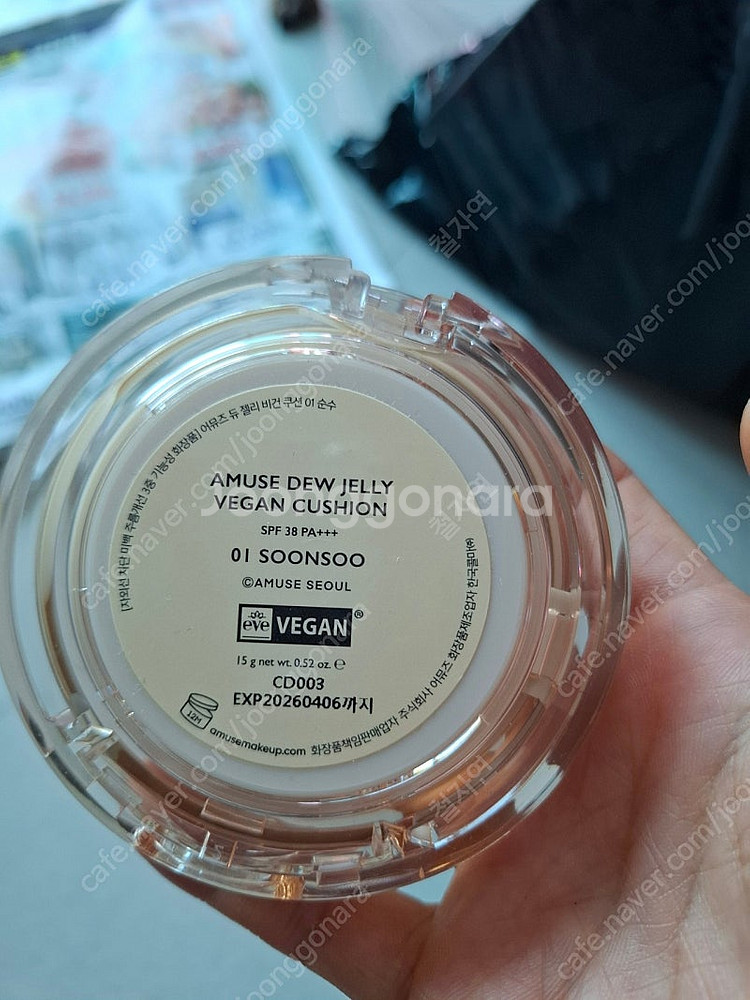 [자외선 차단 미백 주름개선 3중 기능성 화장품] 어뮤즈 듀 젤리 비건 쿠션 01 순수
AMUSE DEW JELLY
VEGAN CUSHION
SPF 38 PA+++
01 SOONSOO
©AMUSE SEOUL
eve VEGAN®
15 g net wt. 0.52 oz. ℮
CD003
EXP20260406까지
12M
amusemakeup.com 화장품책임판매업자 주식회사 어뮤즈 화장품제조업자 한국콜마㈜
joonggonara
철자연
cafe.naver.com/joonggonara